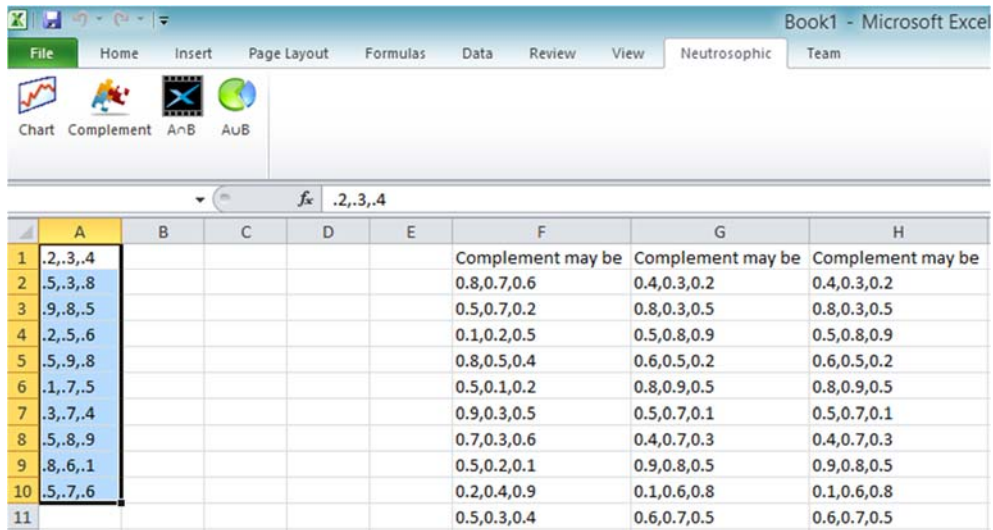 Book1 - Microsoft Excel
File Home Insert Page Layout Formulas Data Review View Neutrosophic Team
Chart Complement A∩B A∪B
fx .2,.3,.4
A B C D E F G H
1 .2,.3,.4 Complement may be Complement may be Complement may be
2 .5,.3,.8 0.8,0.7,0.6 0.4,0.3,0.2 0.4,0.3,0.2
3 .9,.8,.5 0.5,0.7,0.2 0.8,0.3,0.5 0.8,0.3,0.5
4 .2,.5,.6 0.1,0.2,0.5 0.5,0.8,0.9 0.5,0.8,0.9
5 .5,.9,.8 0.8,0.5,0.4 0.6,0.5,0.2 0.6,0.5,0.2
6 .1,.7,.5 0.5,0.1,0.2 0.8,0.9,0.5 0.8,0.9,0.5
7 .3,.7,.4 0.9,0.3,0.5 0.5,0.7,0.1 0.5,0.7,0.1
8 .5,.8,.9 0.7,0.3,0.6 0.4,0.7,0.3 0.4,0.7,0.3
9 .8,.6,.1 0.5,0.2,0.1 0.9,0.8,0.5 0.9,0.8,0.5
10 .5,.7,.6 0.2,0.4,0.9 0.1,0.6,0.8 0.1,0.6,0.8
11 0.5,0.3,0.4 0.6,0.7,0.5 0.6,0.7,0.5